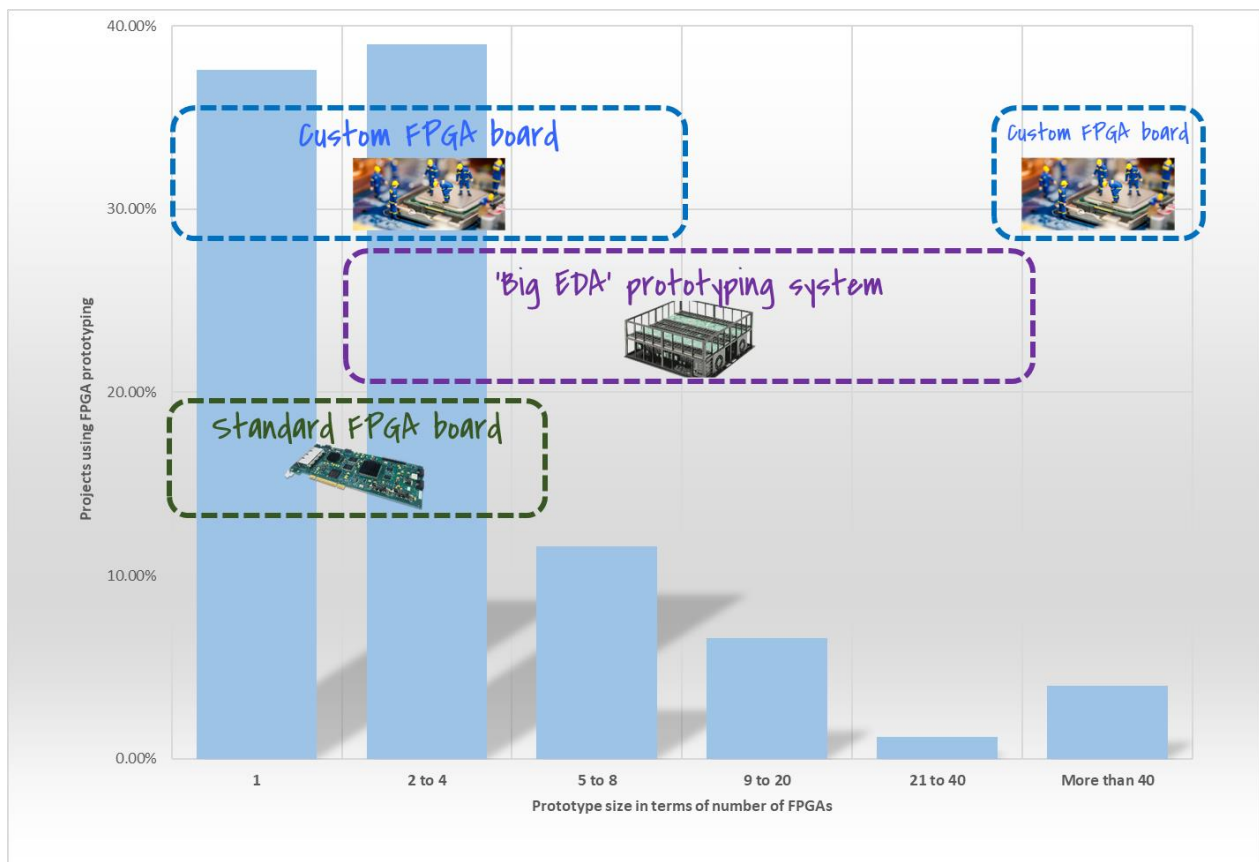 40.00%
30.00%
20.00%
10.00%
0.00%
Projects using FPGA prototyping
Custom FPGA board
Custom FPGA board
'Big EDA' prototyping system
Standard FPGA board
1
2 to 4
5 to 8
9 to 20
21 to 40
More than 40
Prototype size in terms of number of FPGAs